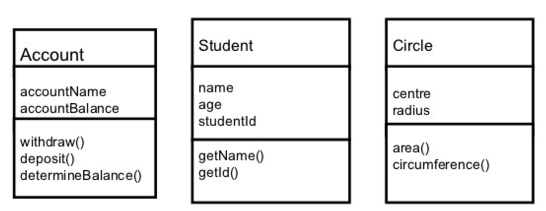 Account
accountName
accountBalance
withdraw()
deposit()
determineBalance()
Student
name
age
studentId
getName()
getId()
Circle
centre
radius
area()
circumference()